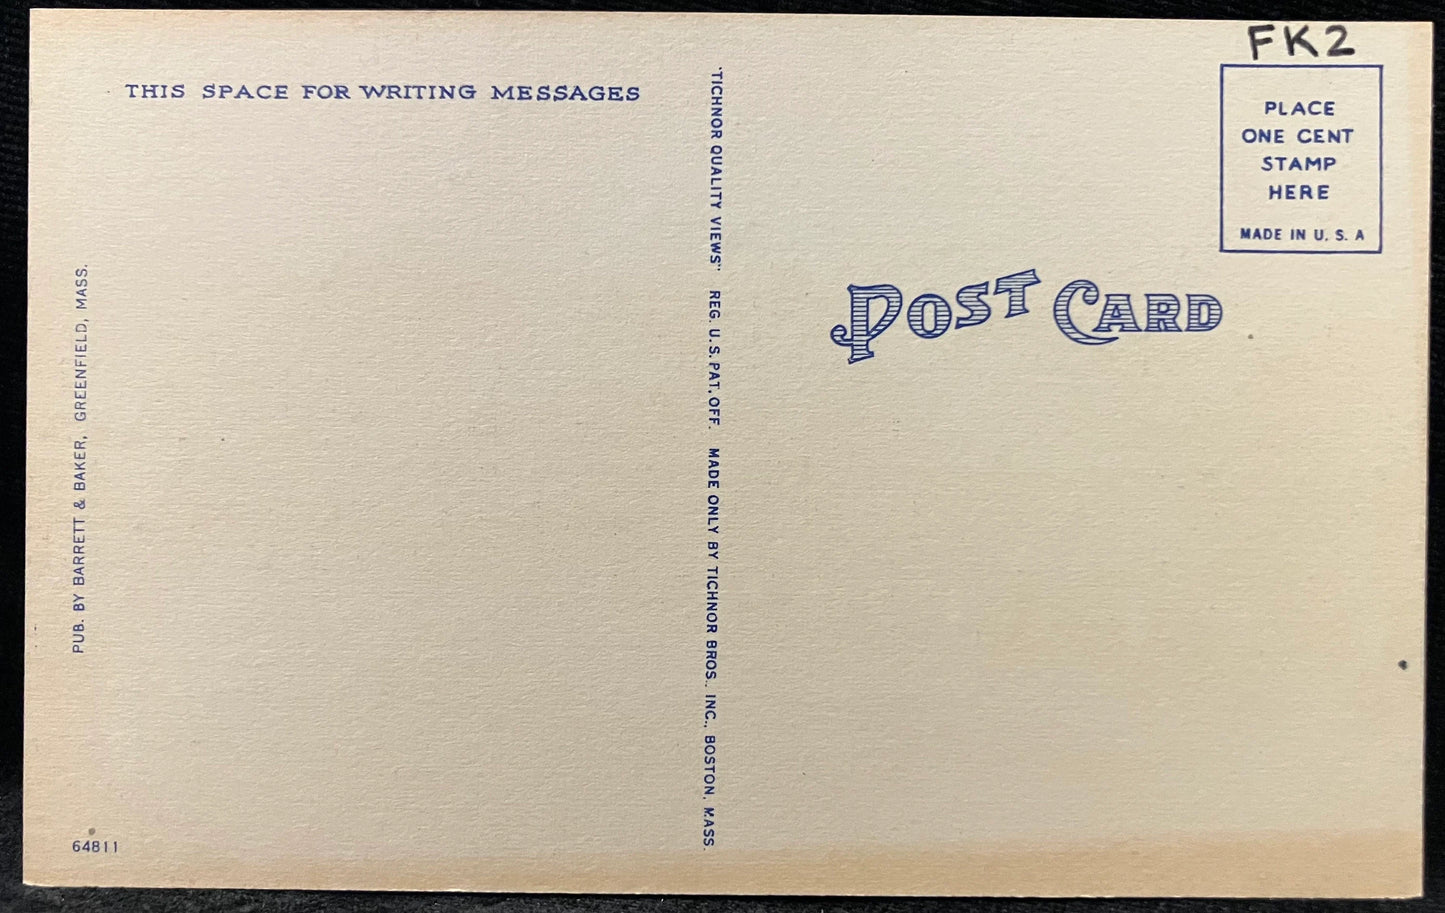 FK2
THIS SPACE FOR WRITING MESSAGES
PLACE
ONE CENT
STAMP
HERE
MADE IN U. S. A
POST CARD
"TICHNOR QUALITY VIEWS" REG. U. S. PAT. OFF. MADE ONLY BY TICHNOR BROS., INC., BOSTON, MASS.
PUB. BY BARRETT & BAKER, GREENFIELD, MASS.
64811